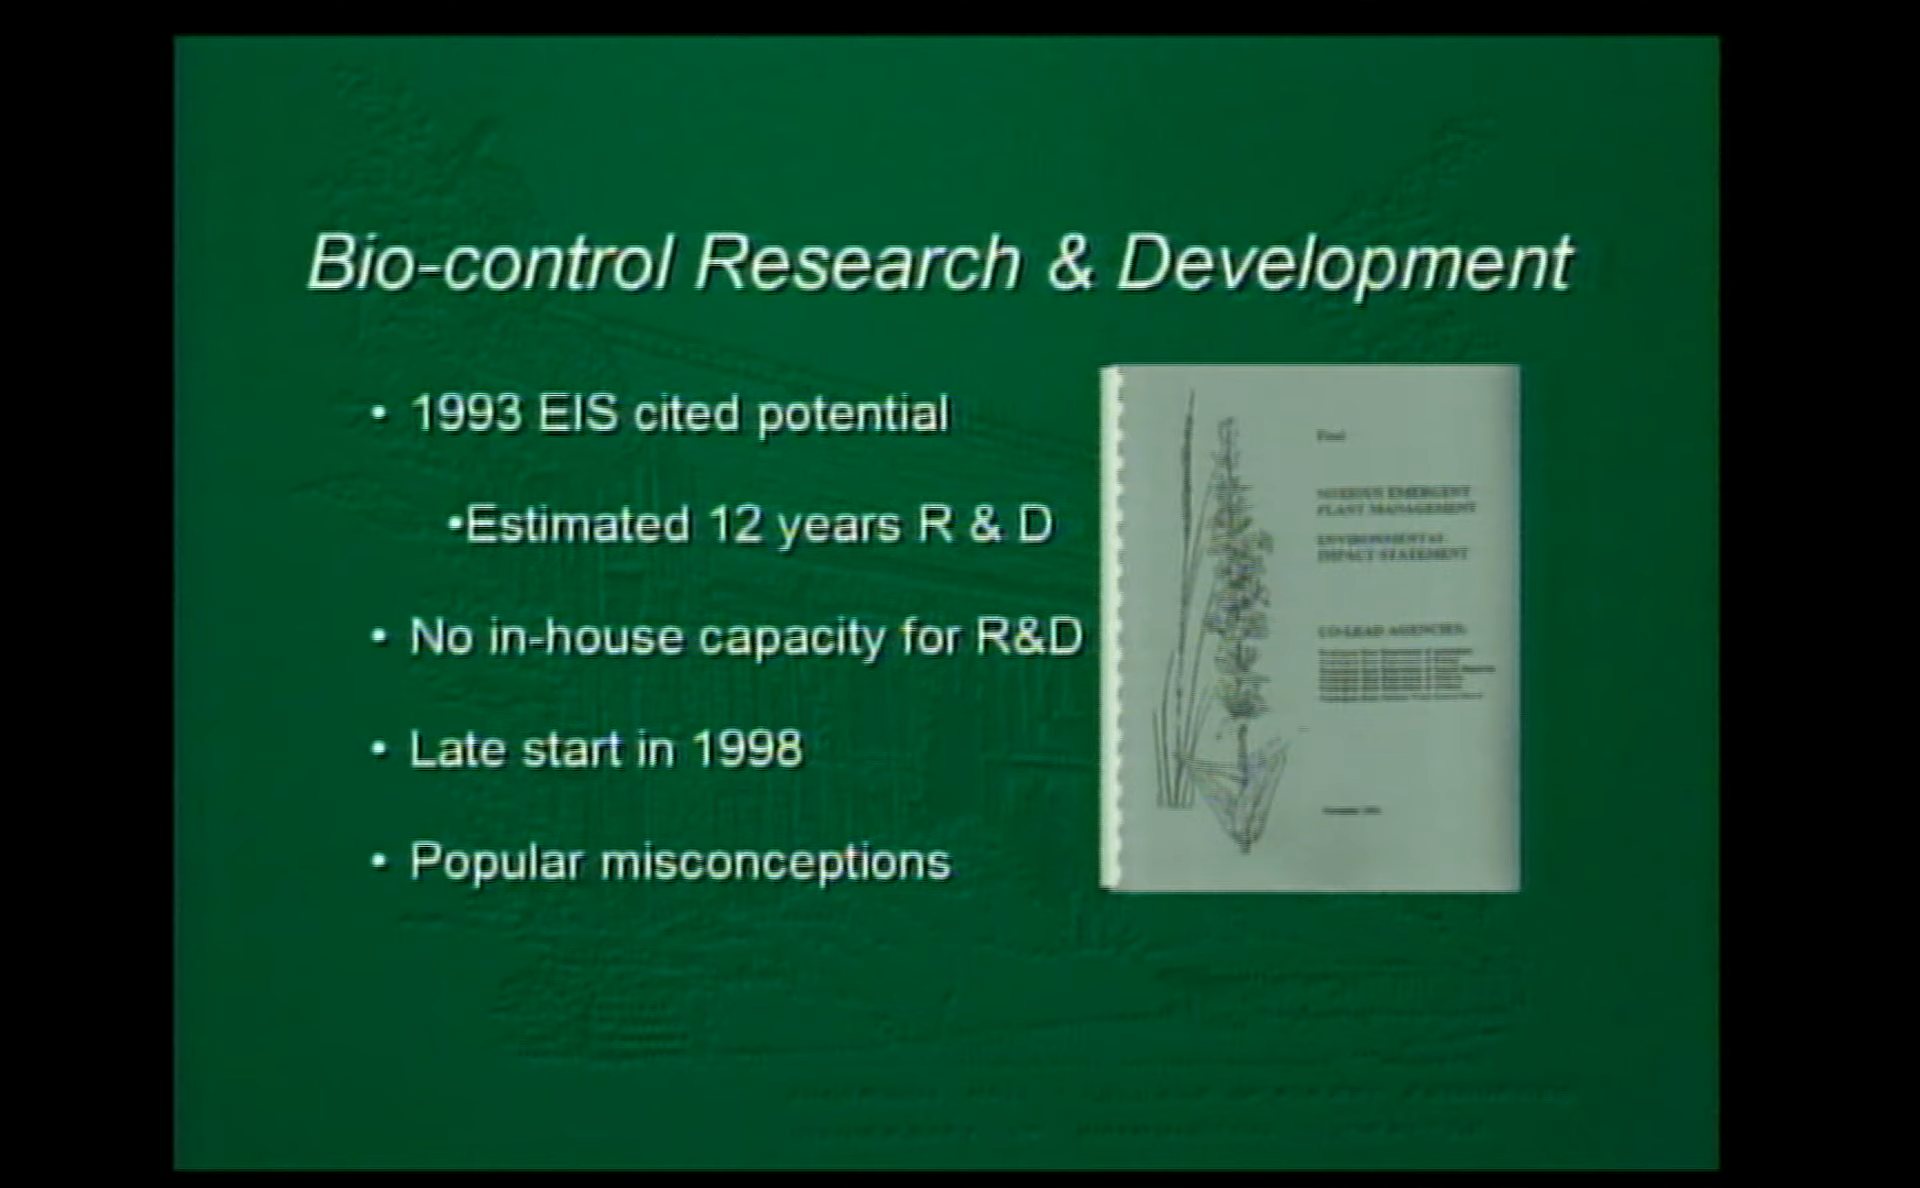 Bio-control Research & Development
• 1993 EIS cited potential
•Estimated 12 years R & D
• No in-house capacity for R&D
• Late start in 1998
• Popular misconceptions
Final
NOXIOUS EMERGENT
PLANT MANAGEMENT
ENVIRONMENTAL
IMPACT STATEMENT
CO-LEAD AGENCIES: